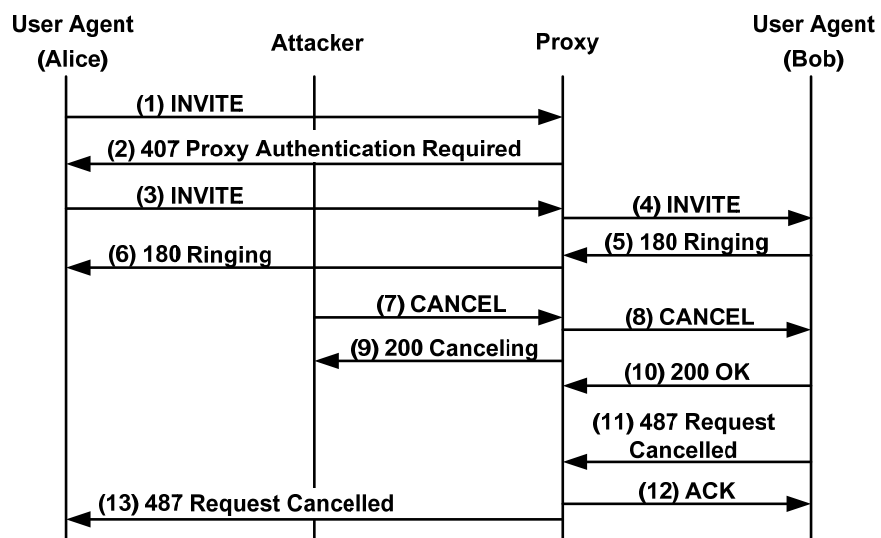 User Agent
(Alice)
Attacker
Proxy
User Agent
(Bob)
(1) INVITE
(2) 407 Proxy Authentication Required
(3) INVITE
(4) INVITE
(5) 180 Ringing
(6) 180 Ringing
(7) CANCEL
(8) CANCEL
(9) 200 Canceling
(10) 200 OK
(11) 487 Request
Cancelled
(12) ACK
(13) 487 Request Cancelled